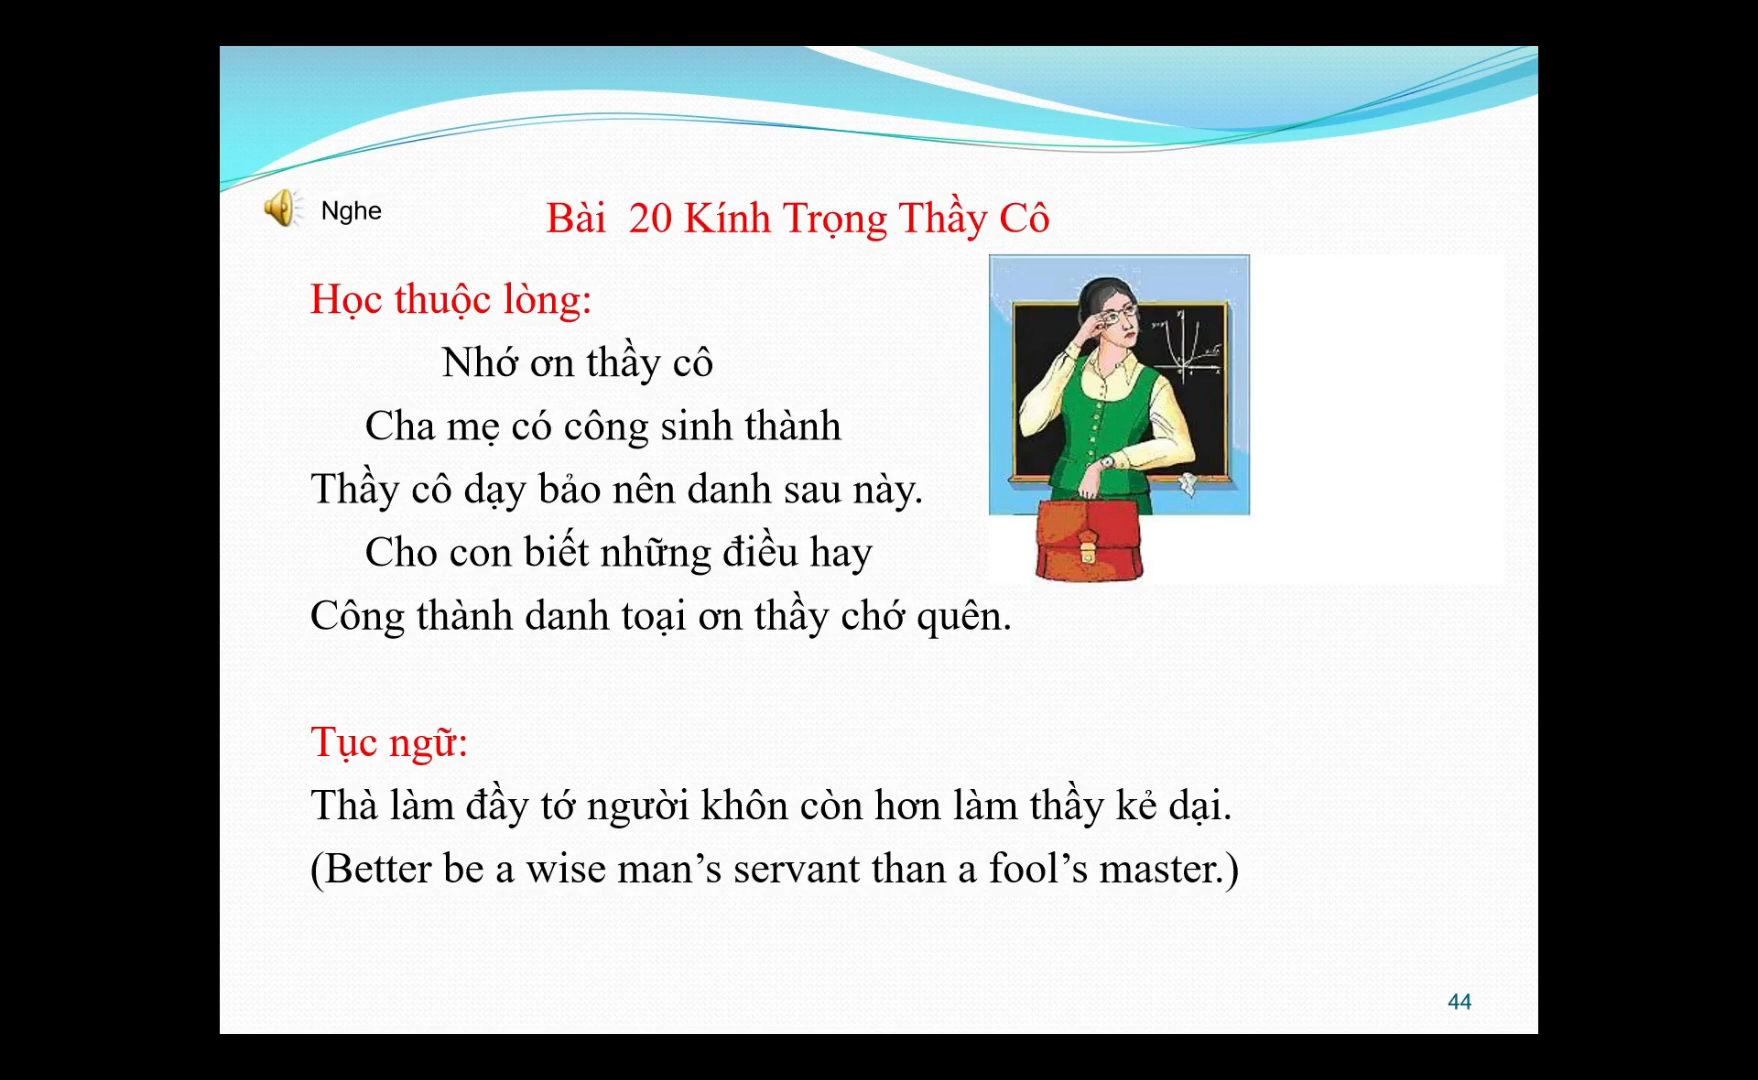 Nghe
Bài 20 Kính Trọng Thầy Cô
Học thuộc lòng:
Nhớ ơn thầy cô
Cha mẹ có công sinh thành
Thầy cô dạy bảo nên danh sau này.
Cho con biết những điều hay
Công thành danh toại ơn thầy chớ quên.
Tục ngữ:
Thà làm đầy tớ người khôn còn hơn làm thầy kẻ dại.
(Better be a wise man’s servant than a fool’s master.)
44